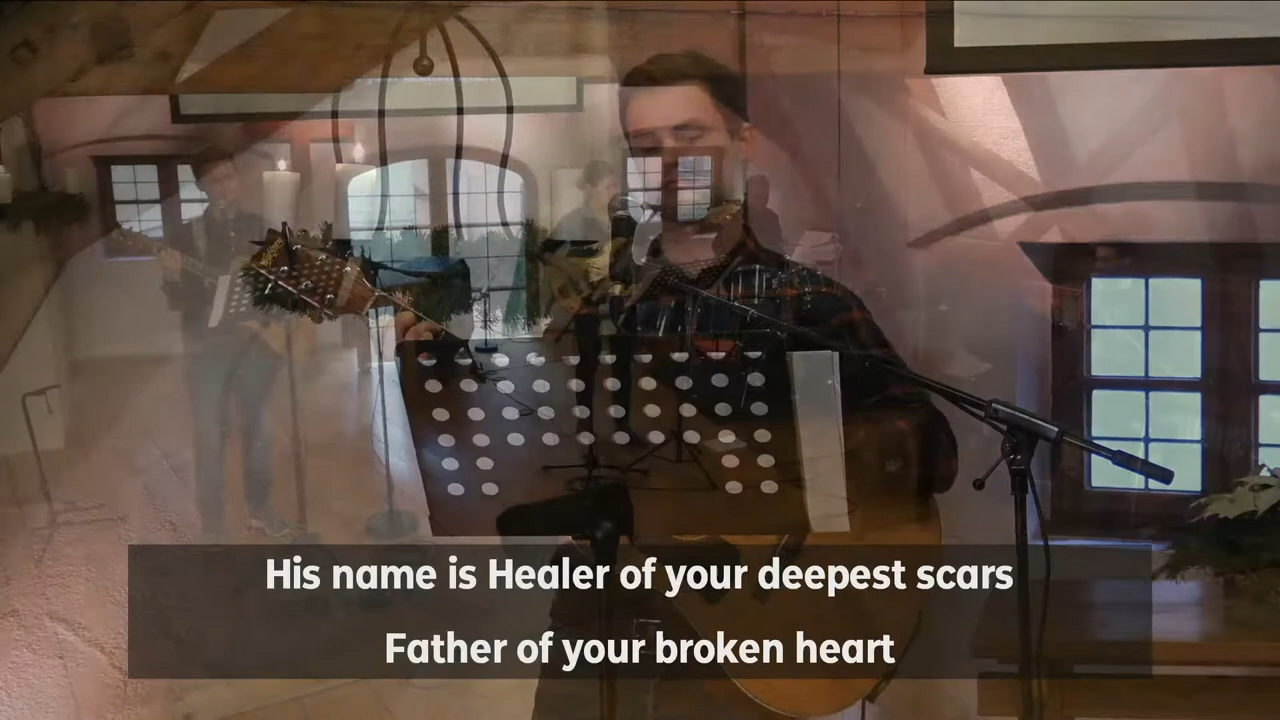 His name is Healer of your deepest scars
Father of your broken heart